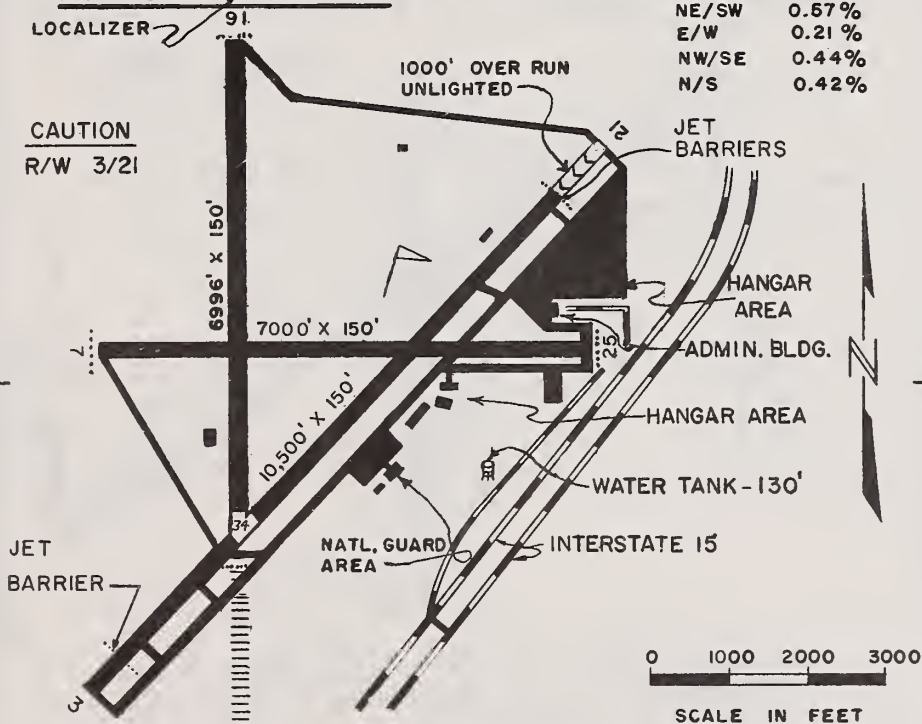 NE/SW 0.57%
E/W 0.21%
NW/SE 0.44%
N/S 0.42%
LOCALIZER
16
1000' OVER RUN
UNLIGHTED
21
CAUTION
R/W 3/21
JET
BARRIERS
6996' X 150'
HANGAR
AREA
7000' X 150'
7
25
ADMIN. BLDG.
N
HANGAR AREA
10,500' X 150'
WATER TANK-130'
34
NATL. GUARD
AREA
INTERSTATE 15
JET
BARRIER
3
0 1000 2000 3000
SCALE IN FEET